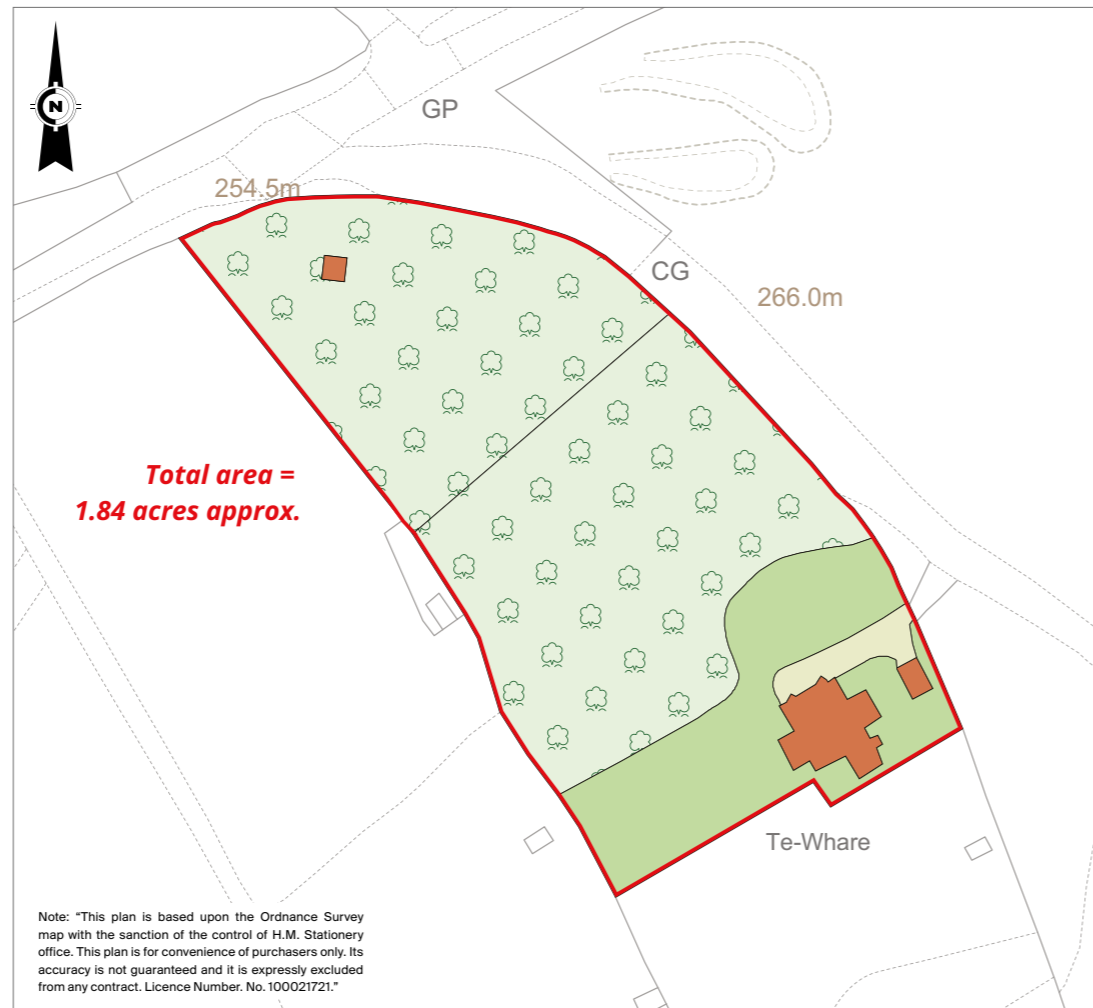 N
GP
254.5m
CG
266.0m
Total area =
1.84 acres approx.
Te-Whare
Note: “This plan is based upon the Ordnance Survey
map with the sanction of the control of H.M. Stationery
office. This plan is for convenience of purchasers only. Its
accuracy is not guaranteed and it is expressly excluded
from any contract. Licence Number. No. 100021721.”